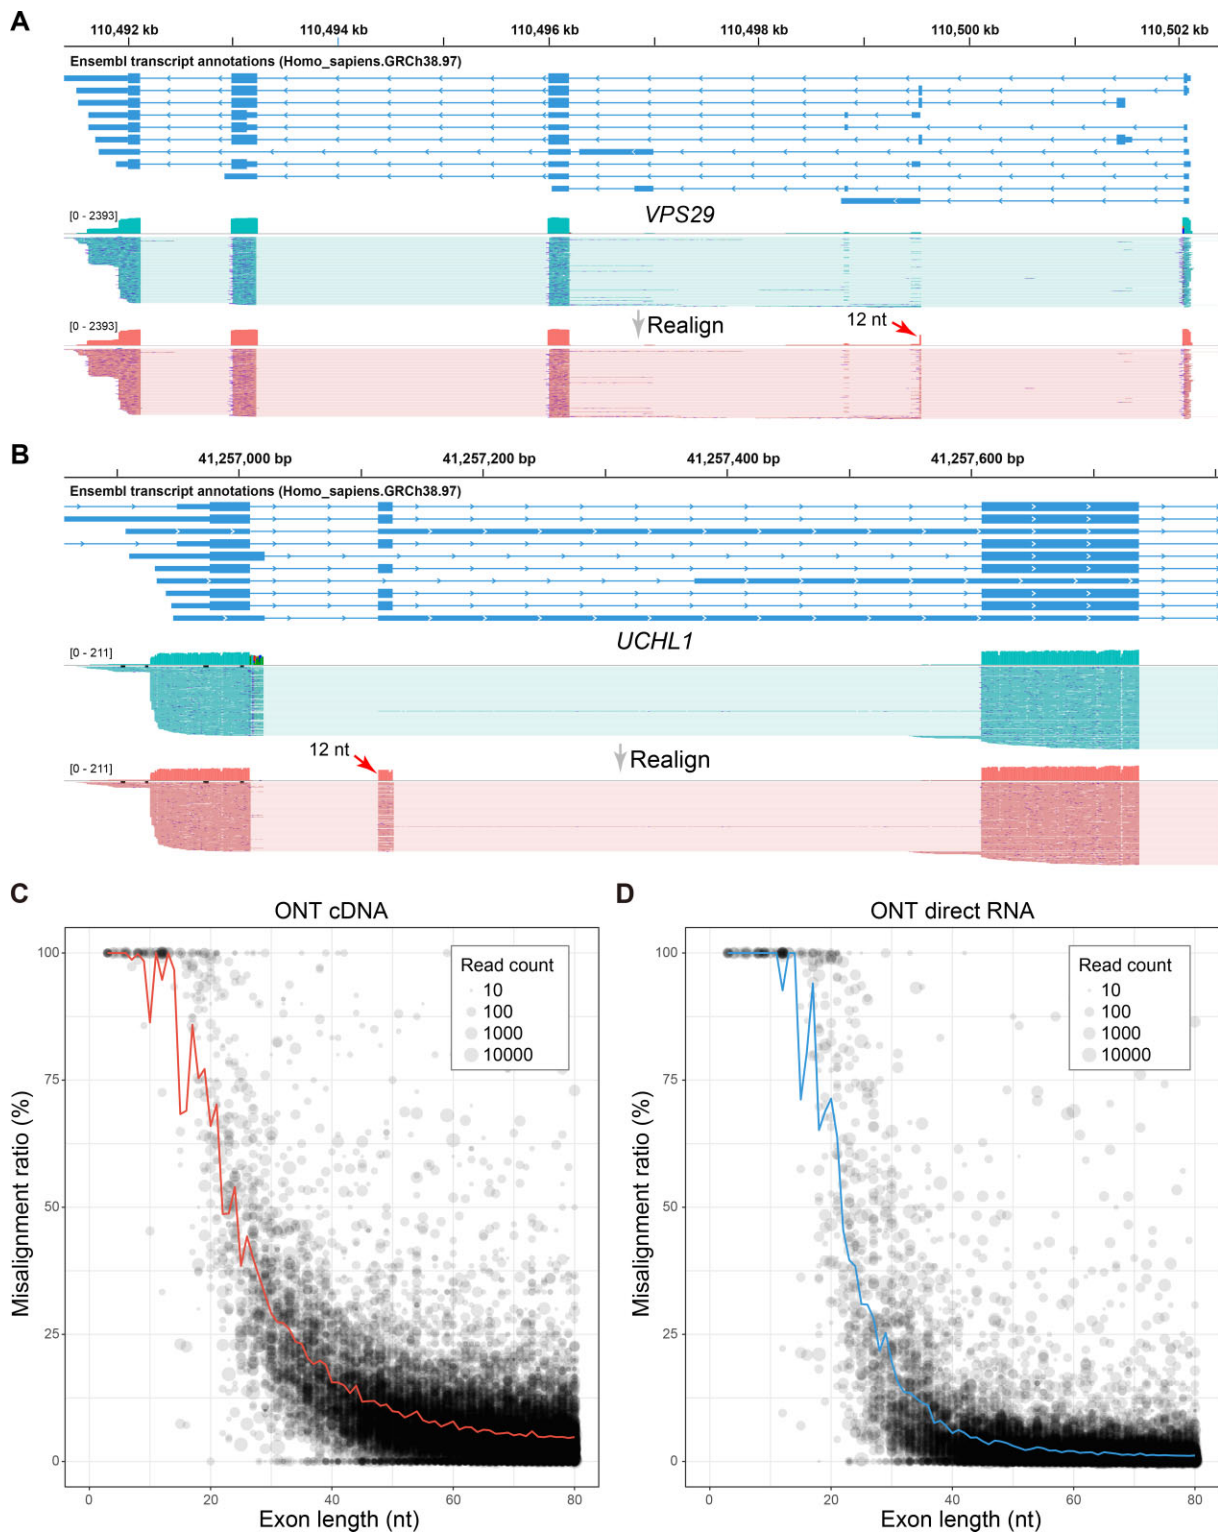 A
110,492 kb 110,494 kb 110,496 kb 110,498 kb 110,500 kb 110,502 kb
Ensembl transcript annotations (Homo_sapiens.GRCh38.97)
[0 - 2393]
VPS29
[0 - 2393]
Realign
12 nt
B
41,257,000 bp 41,257,200 bp 41,257,400 bp 41,257,600 bp
Ensembl transcript annotations (Homo_sapiens.GRCh38.97)
[0 - 211]
UCHL1
12 nt
Realign
[0 - 211]
C
ONT cDNA
Read count
10
100
1000
10000
100
75
50
25
0
Misalignment ratio (%)
0 20 40 60 80
Exon length (nt)
D
ONT direct RNA
Read count
10
100
1000
10000
100
75
50
25
0
Misalignment ratio (%)
0 20 40 60 80
Exon length (nt)